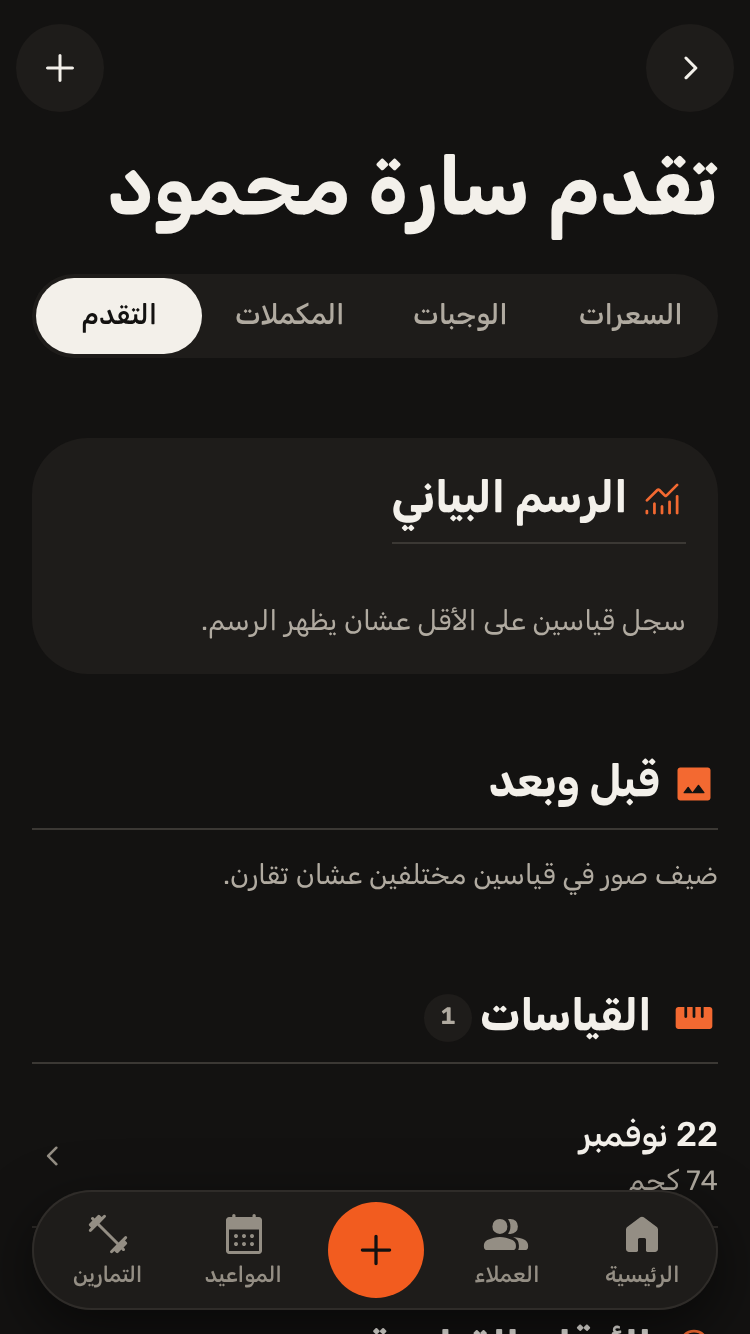 تقدم سارة محمود
السعرات
الوجبات
المكملات
التقدم
الرسم البياني
سجل قياسين على الأقل عشان يظهر الرسم.
قبل وبعد
ضيف صور في قياسين مختلفين عشان تقارن.
القياسات 1
22 نوفمبر
74 كجم
الرئيسية
العملاء
المواعيد
التمارين